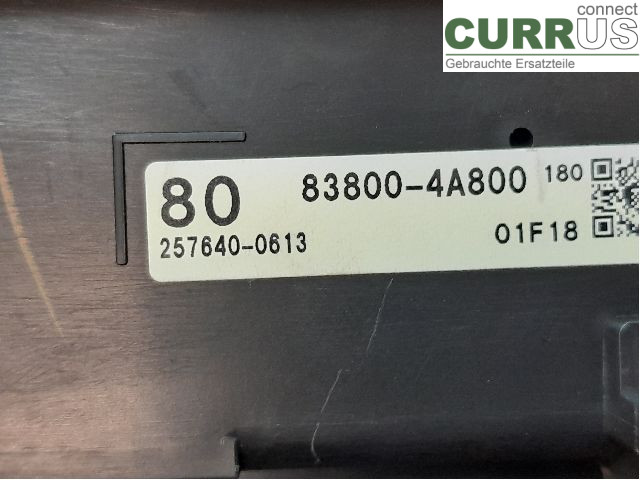 connect
CURRUS
Gebrauchte Ersatzteile
80 83800-4A800 180
257640-0613 01F18